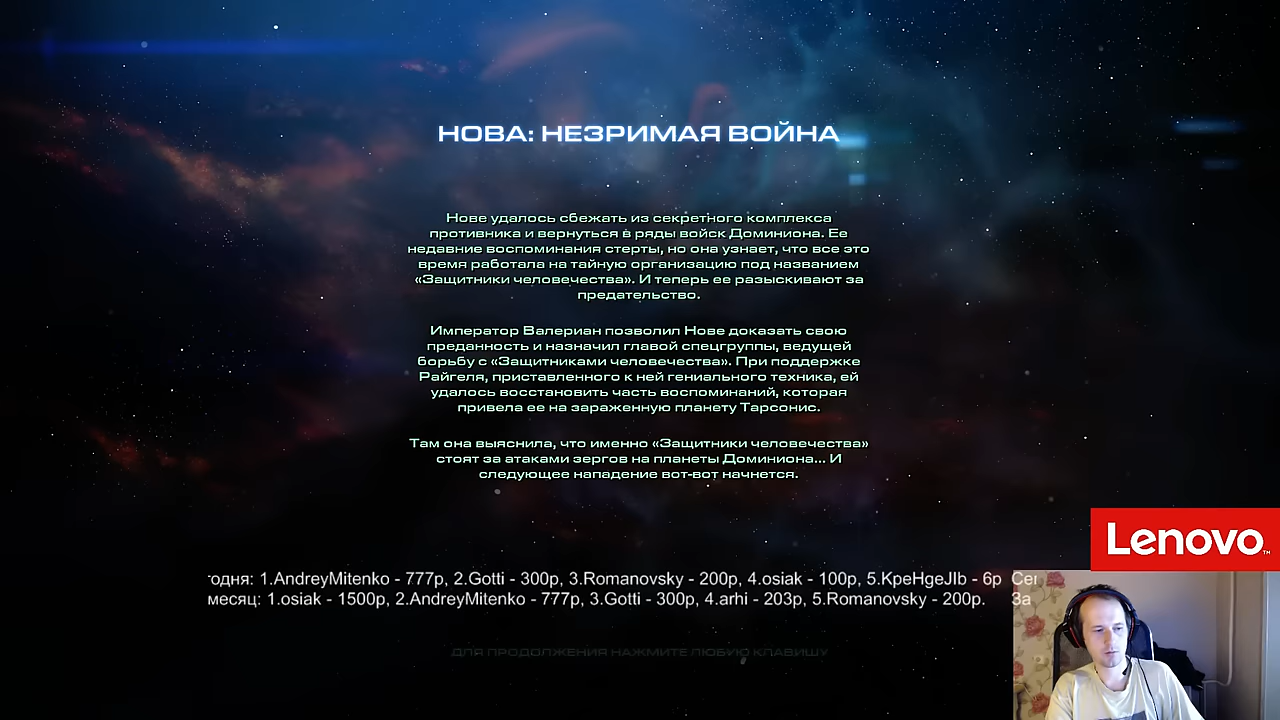 НОВА: НЕЗРИМАЯ ВОЙНА
Нове удалось сбежать из секретного комплекса
противника и вернуться в ряды войск Доминиона. Ее
недавние воспоминания стерты, но она узнает, что все это
время работала на тайную организацию под названием
«Защитники человечества». И теперь ее разыскивают за
предательство.
Император Валериан позволил Нове доказать свою
преданность и назначил главой спецгруппы, ведущей
борьбу с «Защитниками человечества». При поддержке
Райгеля, приставленного к ней гениального техника, ей
удалось восстановить часть воспоминаний, которая
привела ее на зараженную планету Тарсонис.
Там она выяснила, что именно «Защитники человечества»
стоят за атаками зергов на планеты Доминиона... И
следующее нападение вот-вот начнется.
Lenovo™
годня: 1.AndreyMitenko - 777р, 2.Gotti - 300р, 3.Romanovsky - 200р, 4.osiak - 100р, 5.KpeHgeJIb - 6р Сег
месяц: 1.osiak - 1500р, 2.AndreyMitenko - 777р, 3.Gotti - 300р, 4.arhi - 203р, 5.Romanovsky - 200р. За
ДЛЯ ПРОДОЛЖЕНИЯ НАЖМИТЕ ЛЮБУЮ КЛАВИШУ